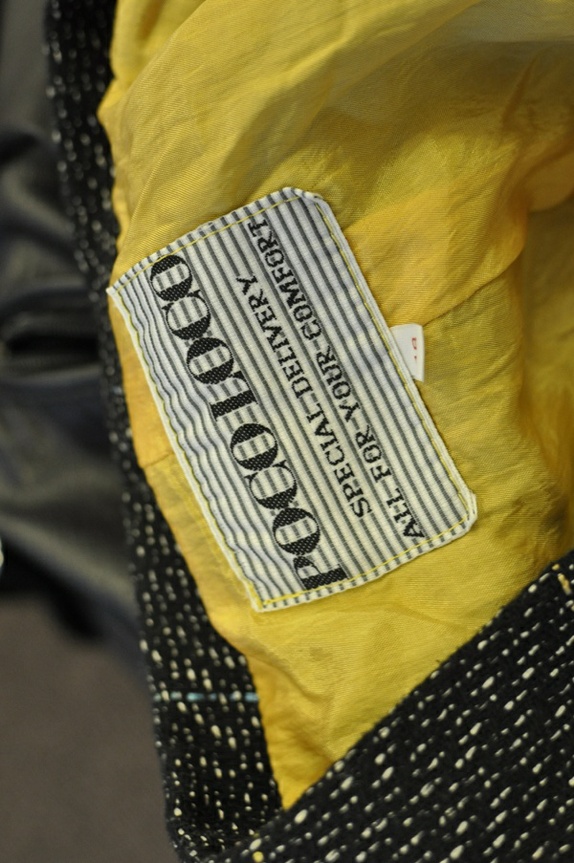 POCO LOCO
SPECIAL DELIVERY
ALL FOR YOUR COMFORT